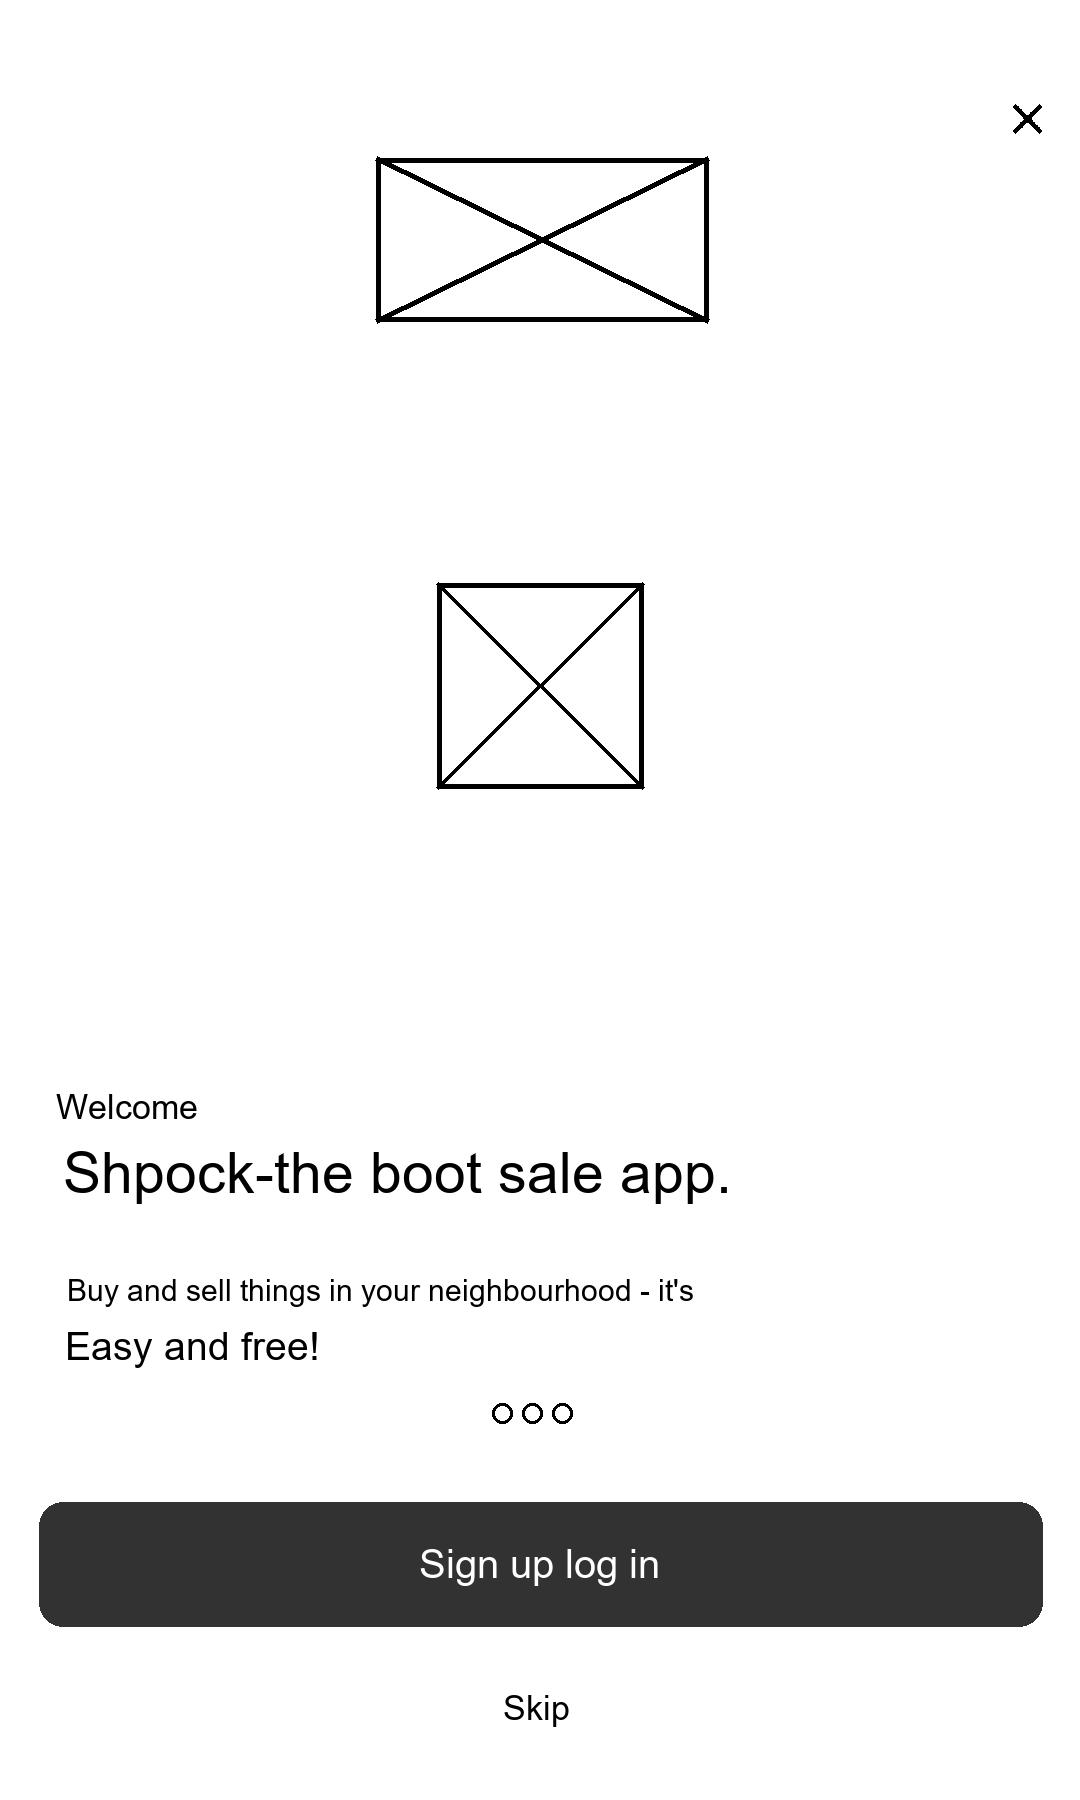 Welcome
Shpock-the boot sale app.
Buy and sell things in your neighbourhood - it's
Easy and free!
Sign up log in
Skip